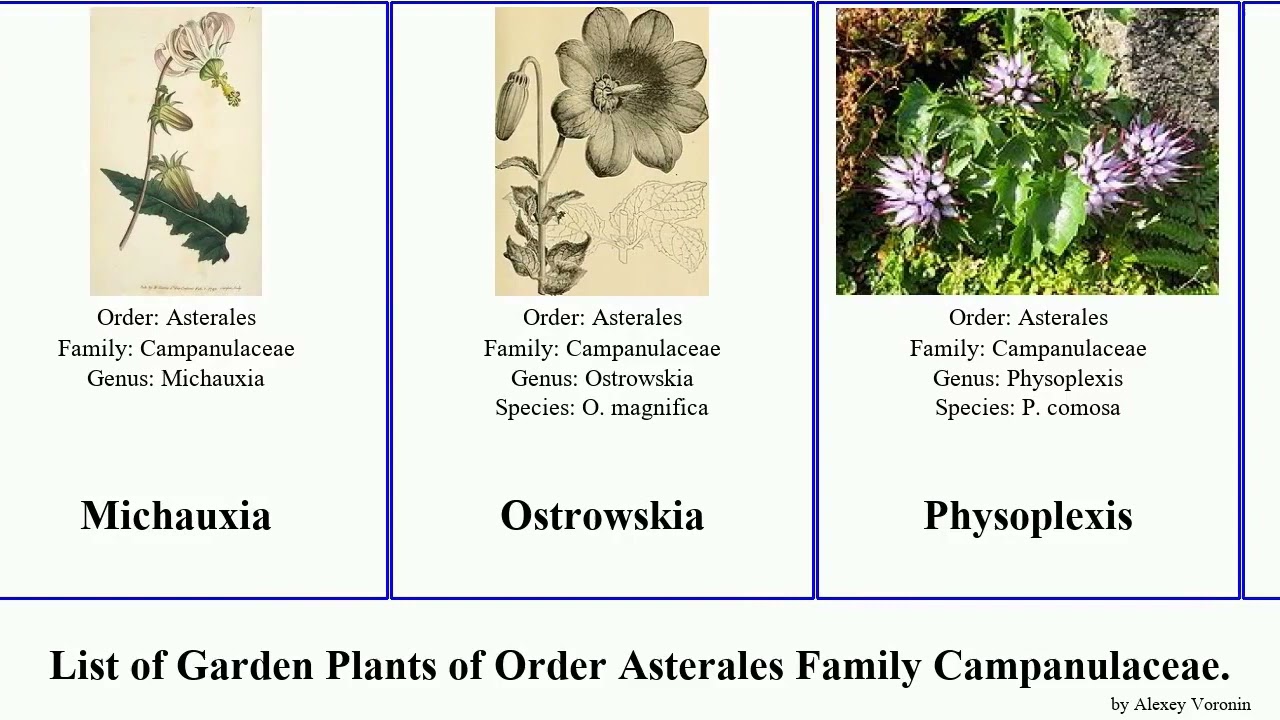 Order: Asterales
Family: Campanulaceae
Genus: Michauxia
Michauxia
Order: Asterales
Family: Campanulaceae
Genus: Ostrowskia
Species: O. magnifica
Ostrowskia
Order: Asterales
Family: Campanulaceae
Genus: Physoplexis
Species: P. comosa
Physoplexis
List of Garden Plants of Order Asterales Family Campanulaceae.
by Alexey Voronin